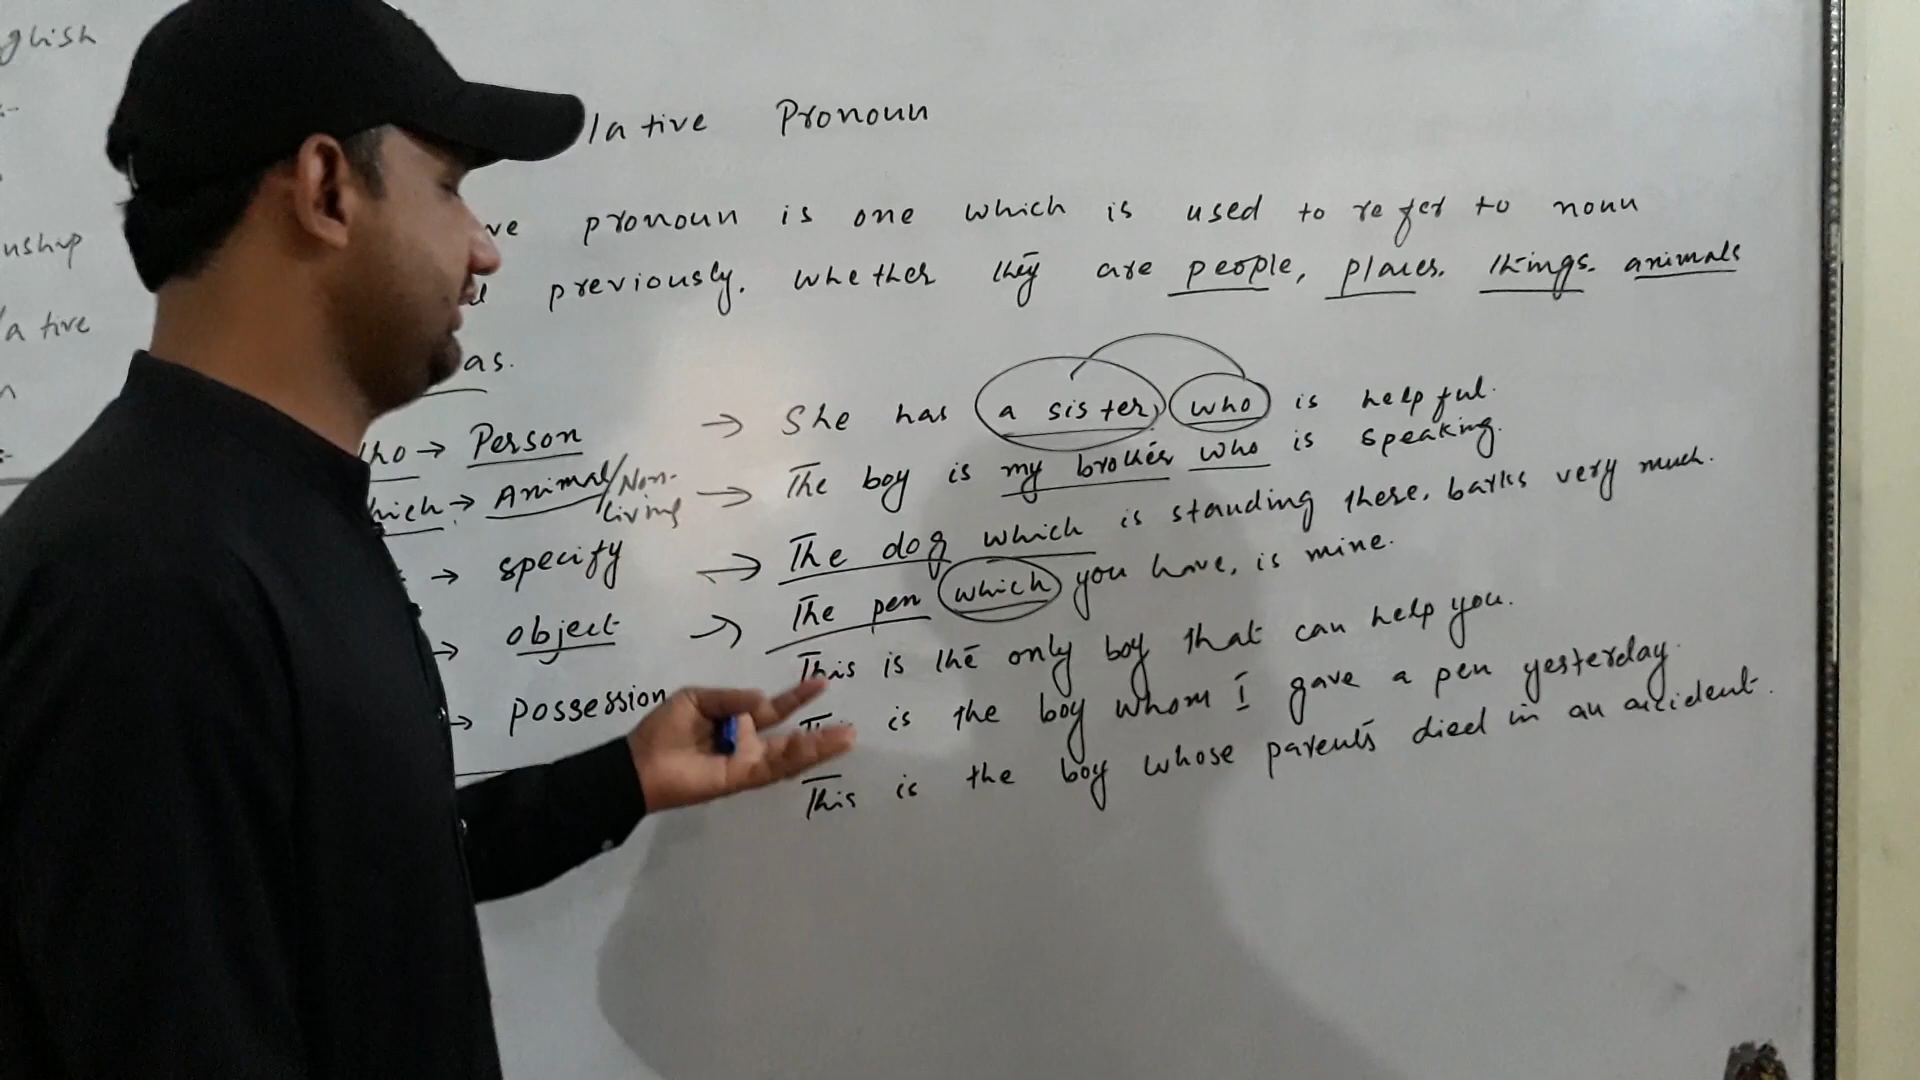 glish
nship
ative
lative Pronoun
ve pronoun is one which is used to refer to noun
previously. whether they are people, places. things. animals
as.
ho → Person
hich → Animal/Non-living
→ specify
→ object
→ possession
→ She has a sister, who is helpful.
→ The boy is my brother who is speaking.
→ The dog which is standing there, barks very much.
→ The pen which you have, is mine.
This is the only boy that can help you.
is the boy whom I gave a pen yesterday.
This is the boy whose parents died in an accident.